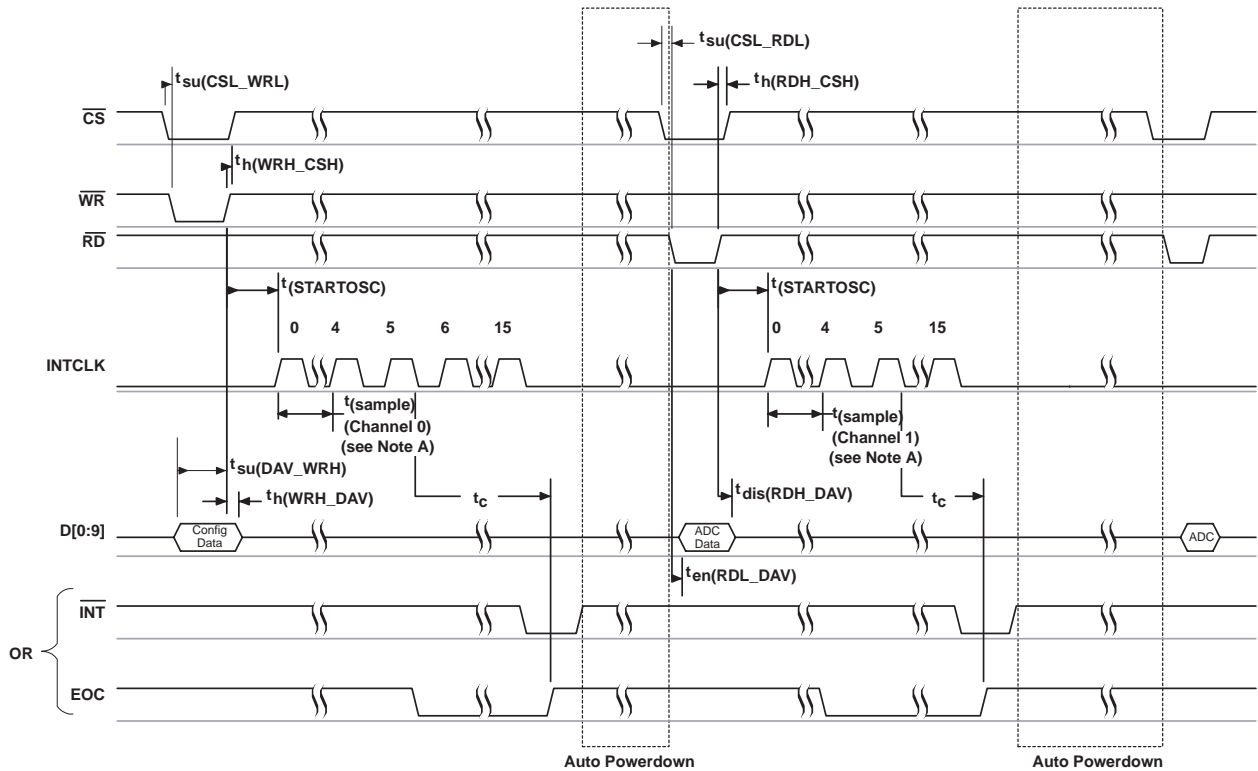 tsu(CSL_RDL)
tsu(CSL_WRL)
th(RDH_CSH)
CS
th(WRH_CSH)
WR
RD
t(STARTOSC)
t(STARTOSC)
0 4 5 6 15
0 4 5 15
INTCLK
t(sample)
(Channel 0)
(see Note A)
t(sample)
(Channel 1)
(see Note A)
tsu(DAV_WRH)
th(WRH_DAV)
tc
tdis(RDH_DAV)
tc
D[0:9]
Config
Data
ADC
Data
ADC
ten(RDL_DAV)
INT
OR
EOC
Auto Powerdown
Auto Powerdown